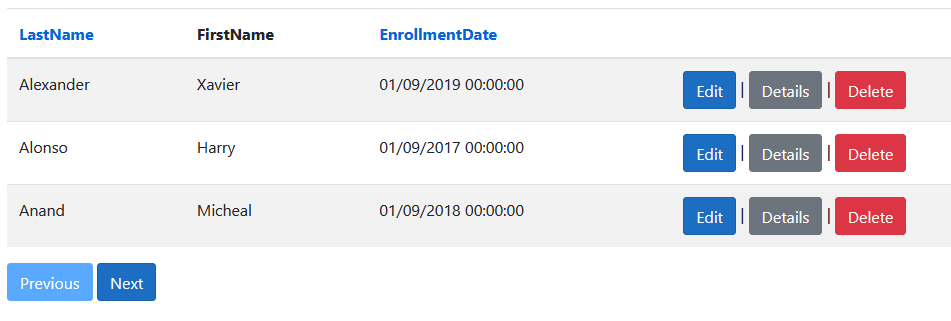 LastName FirstName EnrollmentDate
Alexander Xavier 01/09/2019 00:00:00 Edit | Details | Delete
Alonso Harry 01/09/2017 00:00:00 Edit | Details | Delete
Anand Micheal 01/09/2018 00:00:00 Edit | Details | Delete
Previous Next